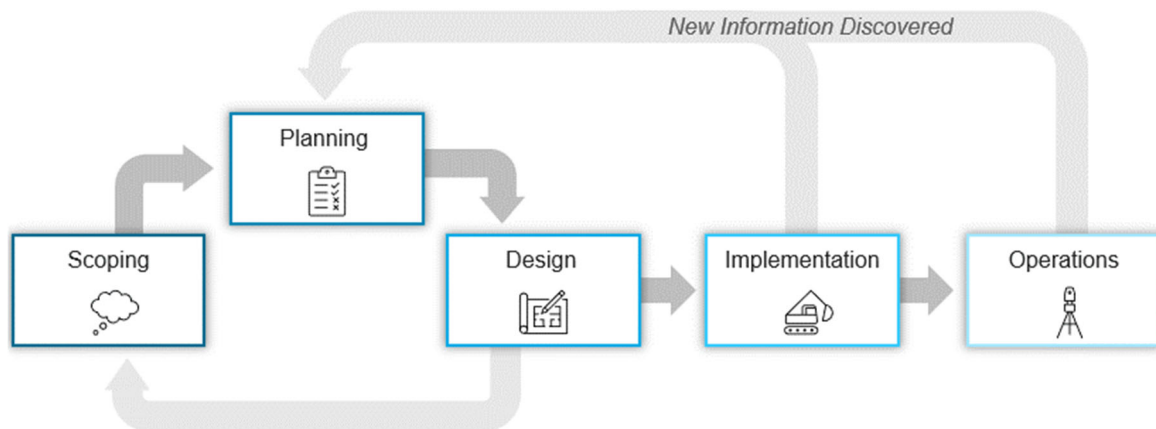 New Information Discovered
Planning
Scoping
Design
Implementation
Operations